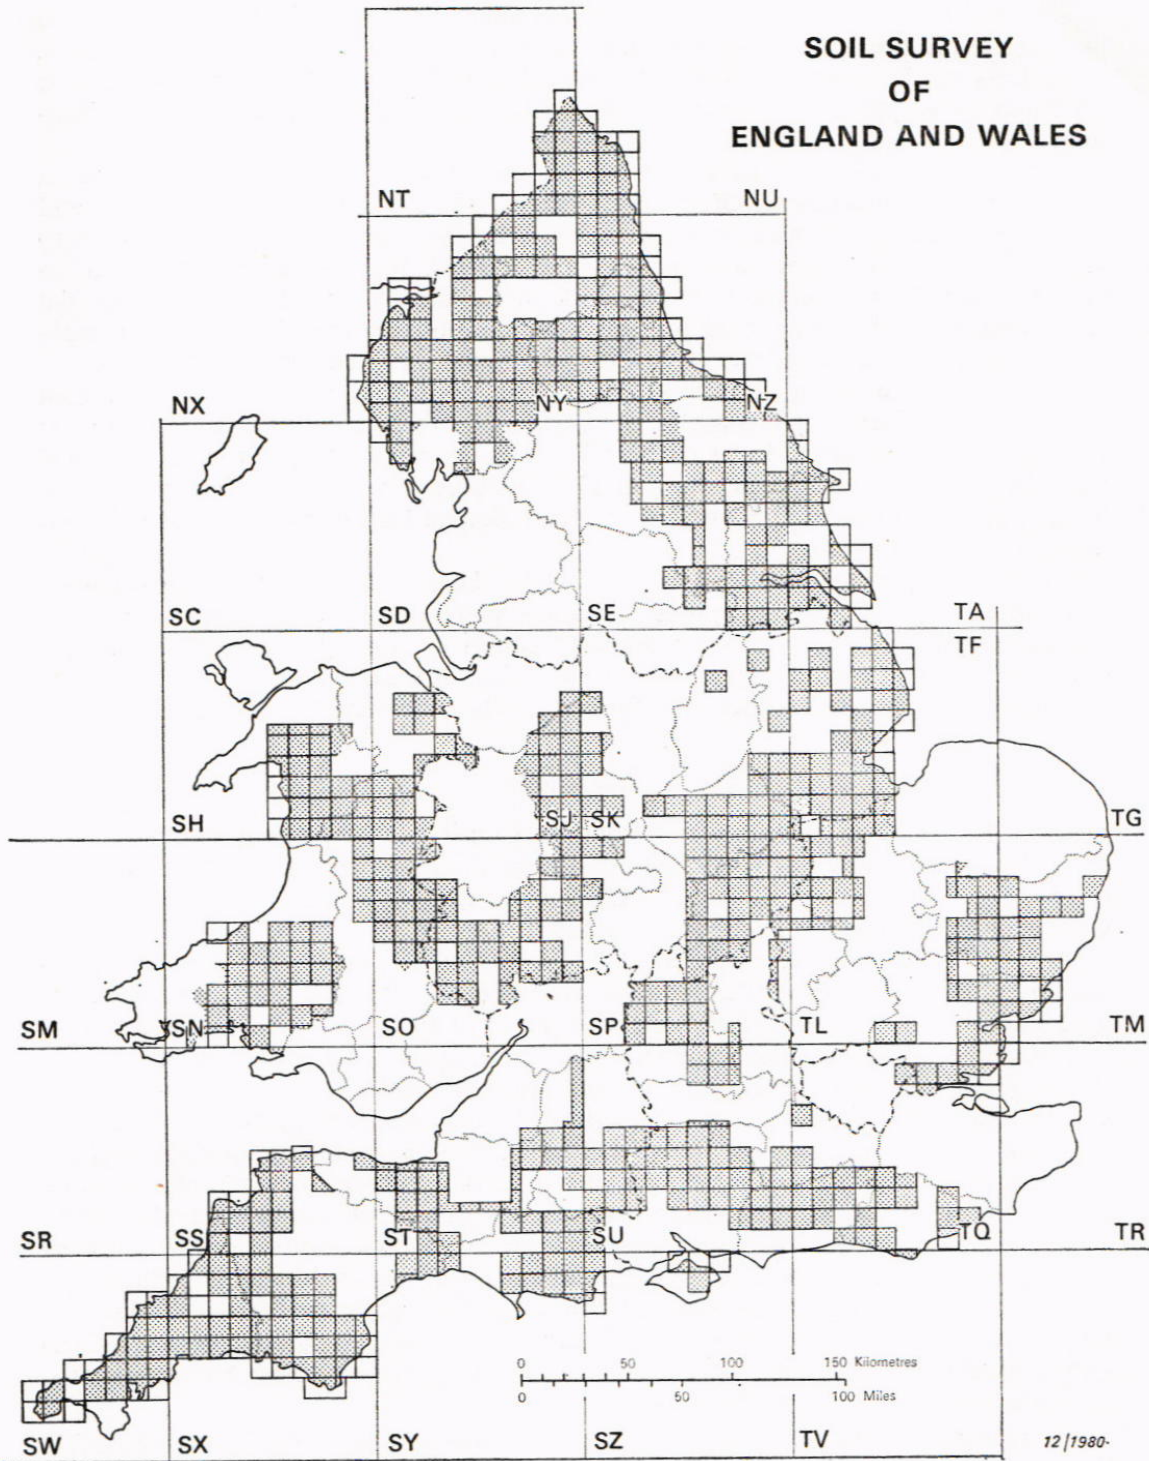 SOIL SURVEY
OF
ENGLAND AND WALES
NT NU
NX NY NZ
SC SD SE TA
TF
SH SJ SK TG
SM SN SO SP TL TM
SR SS ST SU TQ TR
0 50 100 150 Kilometres
0 50 100 Miles
SW SX SY SZ TV
12/1980-